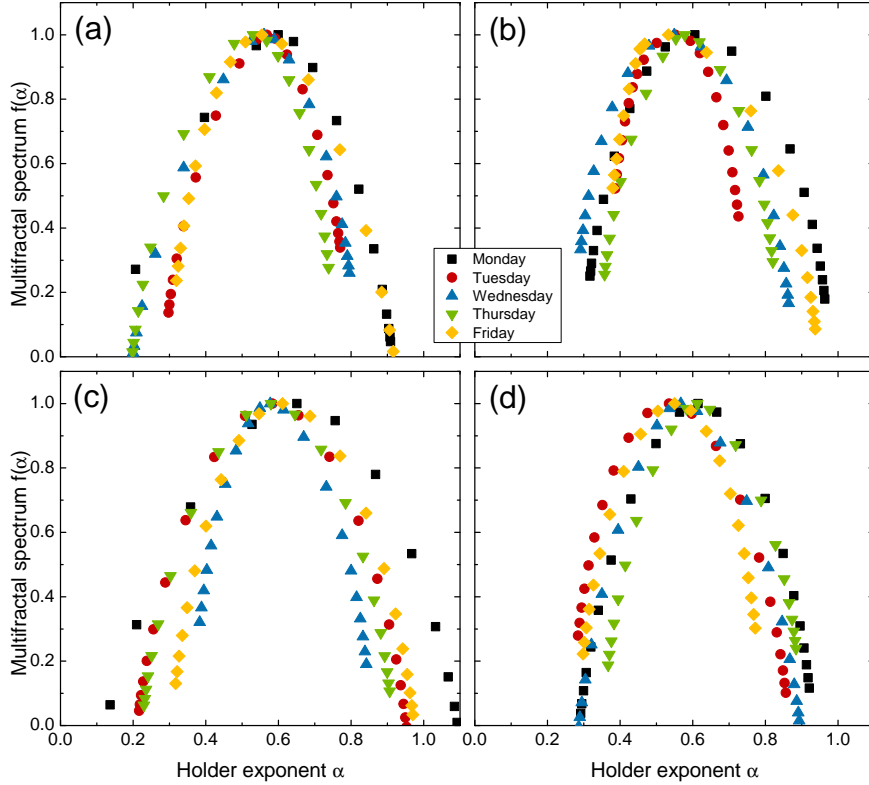 (a)
(b)
1.0
0.8
0.6
0.4
0.2
0.0
Multifractal spectrum f(α)
Monday
Tuesday
Wednesday
Thursday
Friday
(c)
(d)
1.0
0.8
0.6
0.4
0.2
0.0
Multifractal spectrum f(α)
0.0 0.2 0.4 0.6 0.8 1.0 0.0 0.2 0.4 0.6 0.8 1.0
Holder exponent α Holder exponent α